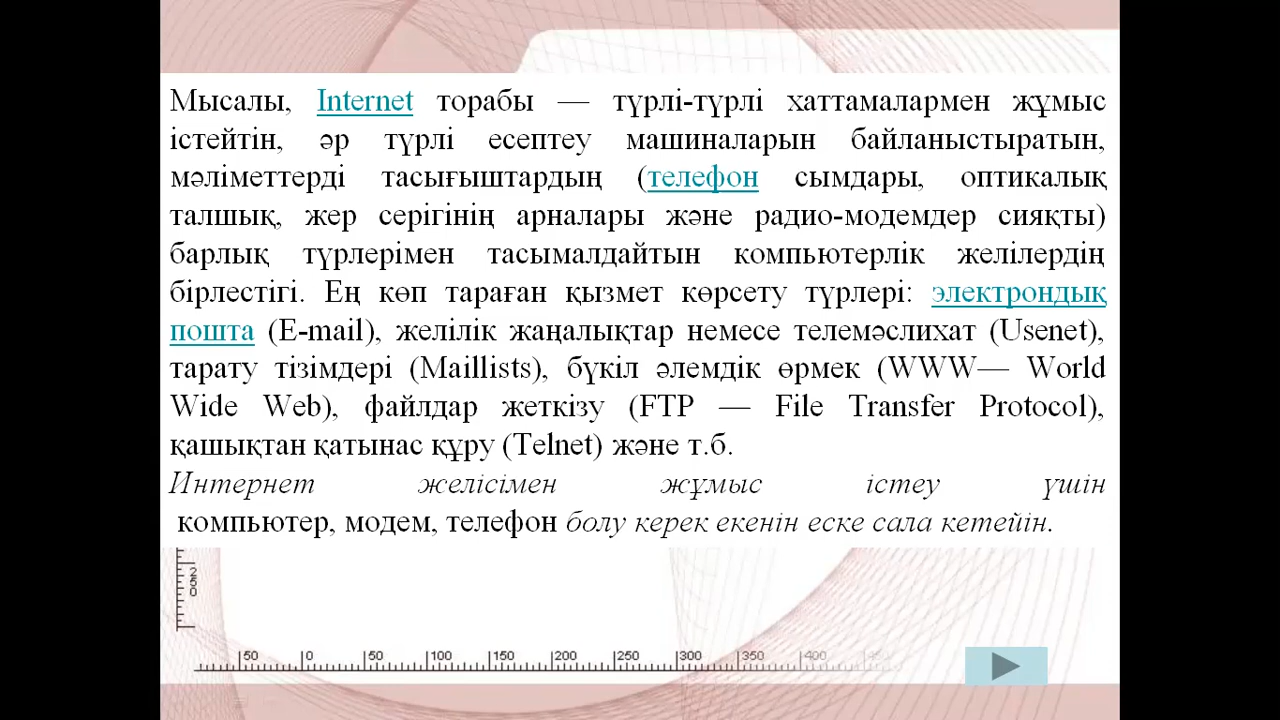 Мысалы, Internet торабы — түрлі-түрлі хаттамалармен жұмыс
істейтін, әр түрлі есептеу машиналарын байланыстыратын,
мәліметтерді тасығыштардың (телефон сымдары, оптикалық
талшық, жер серігінің арналары және радио-модемдер сияқты)
барлық түрлерімен тасымалдайтын компьютерлік желілердің
бірлестігі. Ең көп тараған қызмет көрсету түрлері: электрондық
пошта (E-mail), желілік жаңалықтар немесе телемәслихат (Usenet),
тарату тізімдері (Maillists), бүкіл әлемдік өрмек (WWW— World
Wide Web), файлдар жеткізу (FTP — File Transfer Protocol),
қашықтан қатынас құру (Telnet) және т.б.
Интернет желісімен жұмыс істеу үшін
компьютер, модем, телефон болу керек екенін еске сала кетейін.
50 0 50 100 150 200 250 300 350 400 450